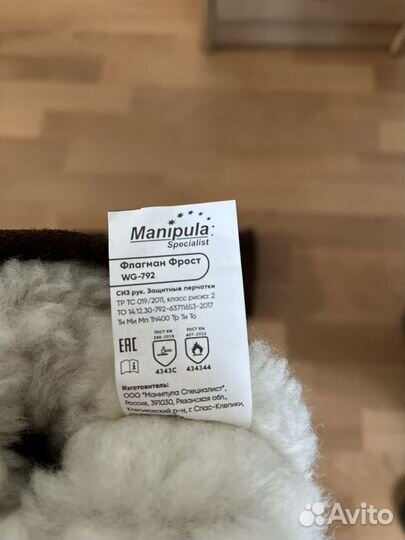 Manipula
Specialist
Флагман Фрост
WG-792
СИЗ рук. Защитные перчатки
ТР ТС 019/2011, класс риска: 2
ТО 14.12.30-792-63711653-2017
Тн Ми Мп Тп400 Тр Ти То
ГОСТ EN
388-2019
ГОСТ EN
407-2012
EAC
4343C
434344
Изготовитель:
ООО "Манипула Специалист",
Россия, 391030, Рязанская обл.,
Клепиковский р-н, г. Спас-Клепики,
Avito